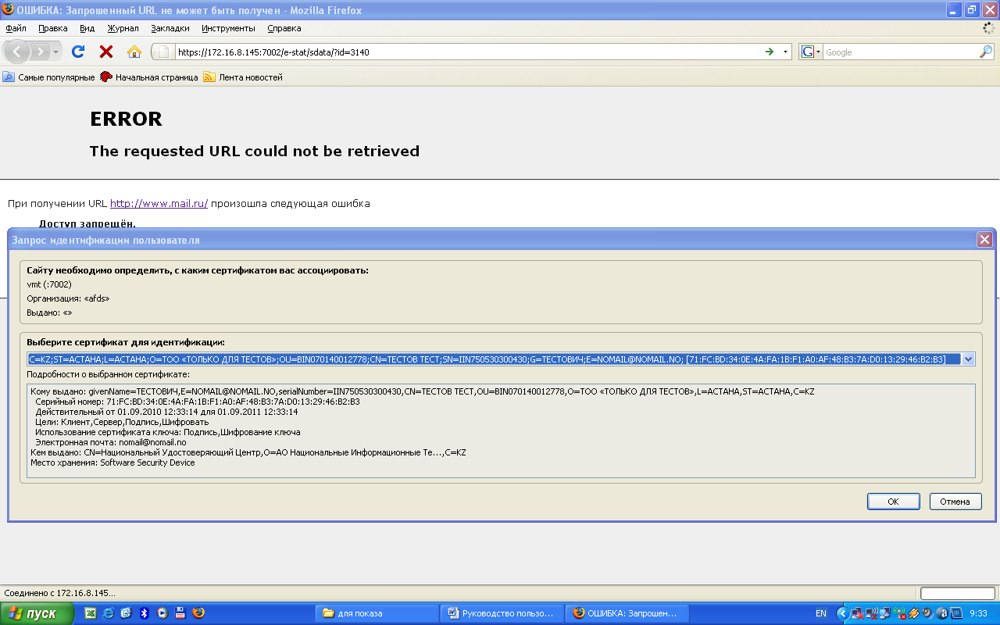 ОШИБКА: Запрошенный URL не может быть получен - Mozilla Firefox
Файл Правка Вид Журнал Закладки Инструменты Справка
https://172.16.8.145:7002/e-stat/sdata/?id=3140
G Google
Самые популярные Начальная страница Лента новостей
ERROR
The requested URL could not be retrieved
При получении URL http://www.mail.ru/ произошла следующая ошибка
Доступ запрещён.
Запрос идентификации пользователя
Сайту необходимо определить, с каким сертификатом вас ассоциировать:
vmt (:7002)
Организация: «afds»
Выдано: «»
Выберите сертификат для идентификации:
C=KZ;ST=АСТАНА;L=АСТАНА;O=ТОО «ТОЛЬКО ДЛЯ ТЕСТОВ»;OU=BIN070140012778;CN=ТЕСТОВ ТЕСТ;SN=IIN750530300430;G=ТЕСТОВИЧ;E=NOMAIL@NOMAIL.NO; [71:FC:BD:34:0E:4A:FA:1B:F1:A0:AF:48:B3:7A:D0:13:29:46:B2:B3]
Подробности о выбранном сертификате:
Кому выдано: givenName=ТЕСТОВИЧ,E=NOMAIL@NOMAIL.NO,serialNumber=IIN750530300430,CN=ТЕСТОВ ТЕСТ,OU=BIN070140012778,O=ТОО «ТОЛЬКО ДЛЯ ТЕСТОВ»,L=АСТАНА,ST=АСТАНА,C=KZ
Серийный номер: 71:FC:BD:34:0E:4A:FA:1B:F1:A0:AF:48:B3:7A:D0:13:29:46:B2:B3
Действительный от 01.09.2010 12:33:14 для 01.09.2011 12:33:14
Цели: Клиент,Сервер,Подпись,Шифровать
Использование сертификата ключа: Подпись,Шифрование ключа
Электронная почта: nomail@nomail.no
Кем выдано: CN=Национальный Удостоверяющий Центр,O=АО Национальные Информационные Те...,C=KZ
Место хранения: Software Security Device
OK Отмена
Соединено с 172.16.8.145...
пуск для показа Руководство пользо... ОШИБКА: Запрошен... EN 9:33